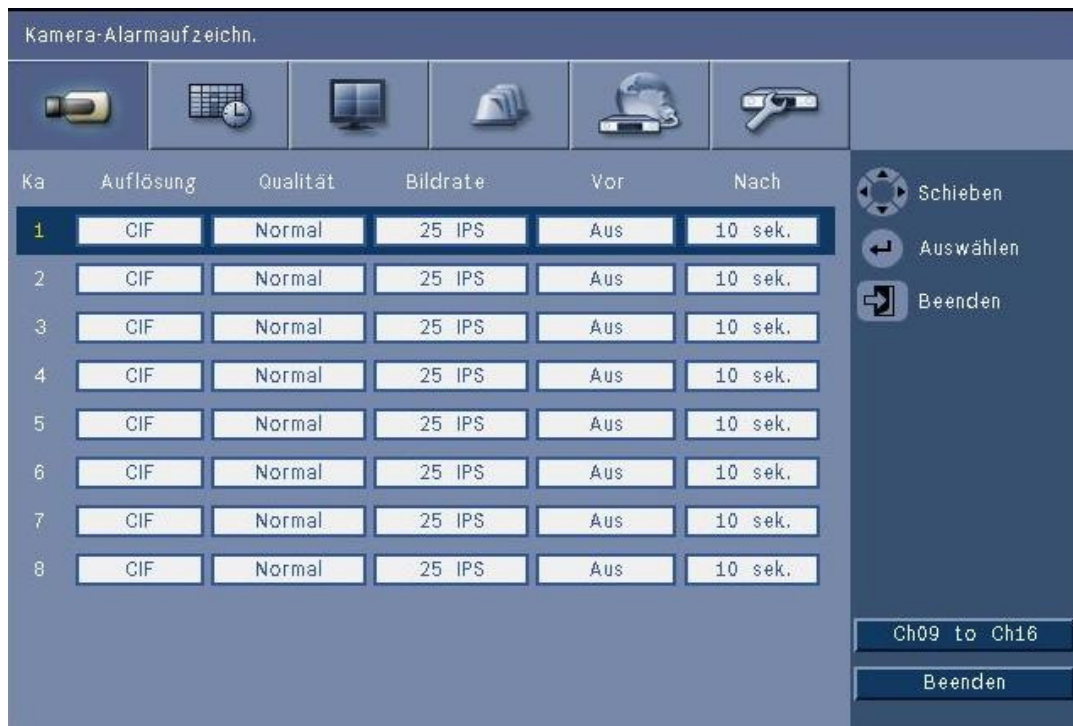 Kamera-Alarmaufzeichn.
Ka Auflösung Qualität Bildrate Vor Nach
1 CIF Normal 25 IPS Aus 10 sek.
2 CIF Normal 25 IPS Aus 10 sek.
3 CIF Normal 25 IPS Aus 10 sek.
4 CIF Normal 25 IPS Aus 10 sek.
5 CIF Normal 25 IPS Aus 10 sek.
6 CIF Normal 25 IPS Aus 10 sek.
7 CIF Normal 25 IPS Aus 10 sek.
8 CIF Normal 25 IPS Aus 10 sek.
Schieben
Auswählen
Beenden
Ch09 to Ch16
Beenden